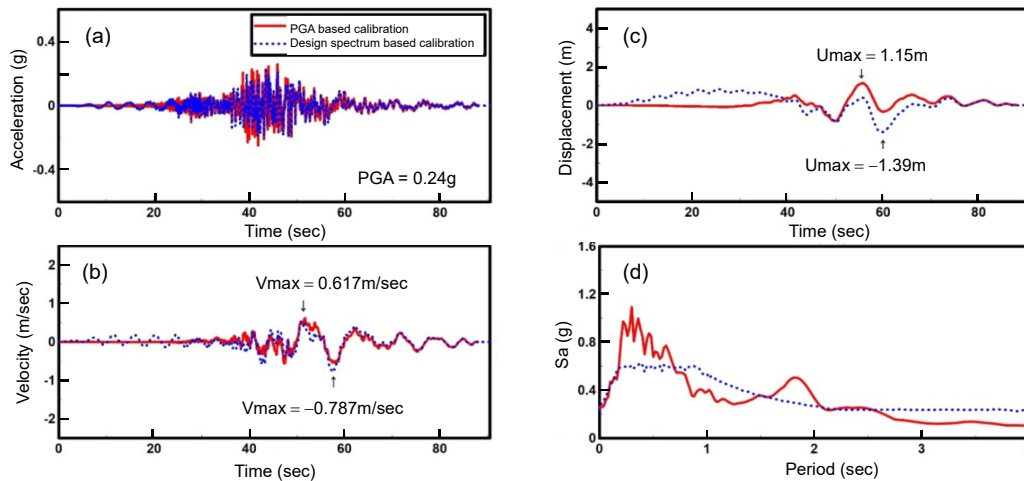 (a)
PGA based calibration
Design spectrum based calibration
Acceleration (g)
0.4
0
-0.4
PGA = 0.24g
0 20 40 60 80
Time (sec)
(c)
Umax = 1.15m
↓
Displacement (m)
4
2
0
-2
-4
↑
Umax = −1.39m
0 20 40 60 80
Time (sec)
(b)
Vmax = 0.617m/sec
↓
Velocity (m/sec)
2
1
0
-1
-2
↑
Vmax = −0.787m/sec
0 20 40 60 80
Time (sec)
(d)
Sa (g)
1.6
1.2
0.8
0.4
0
0 1 2 3
Period (sec)